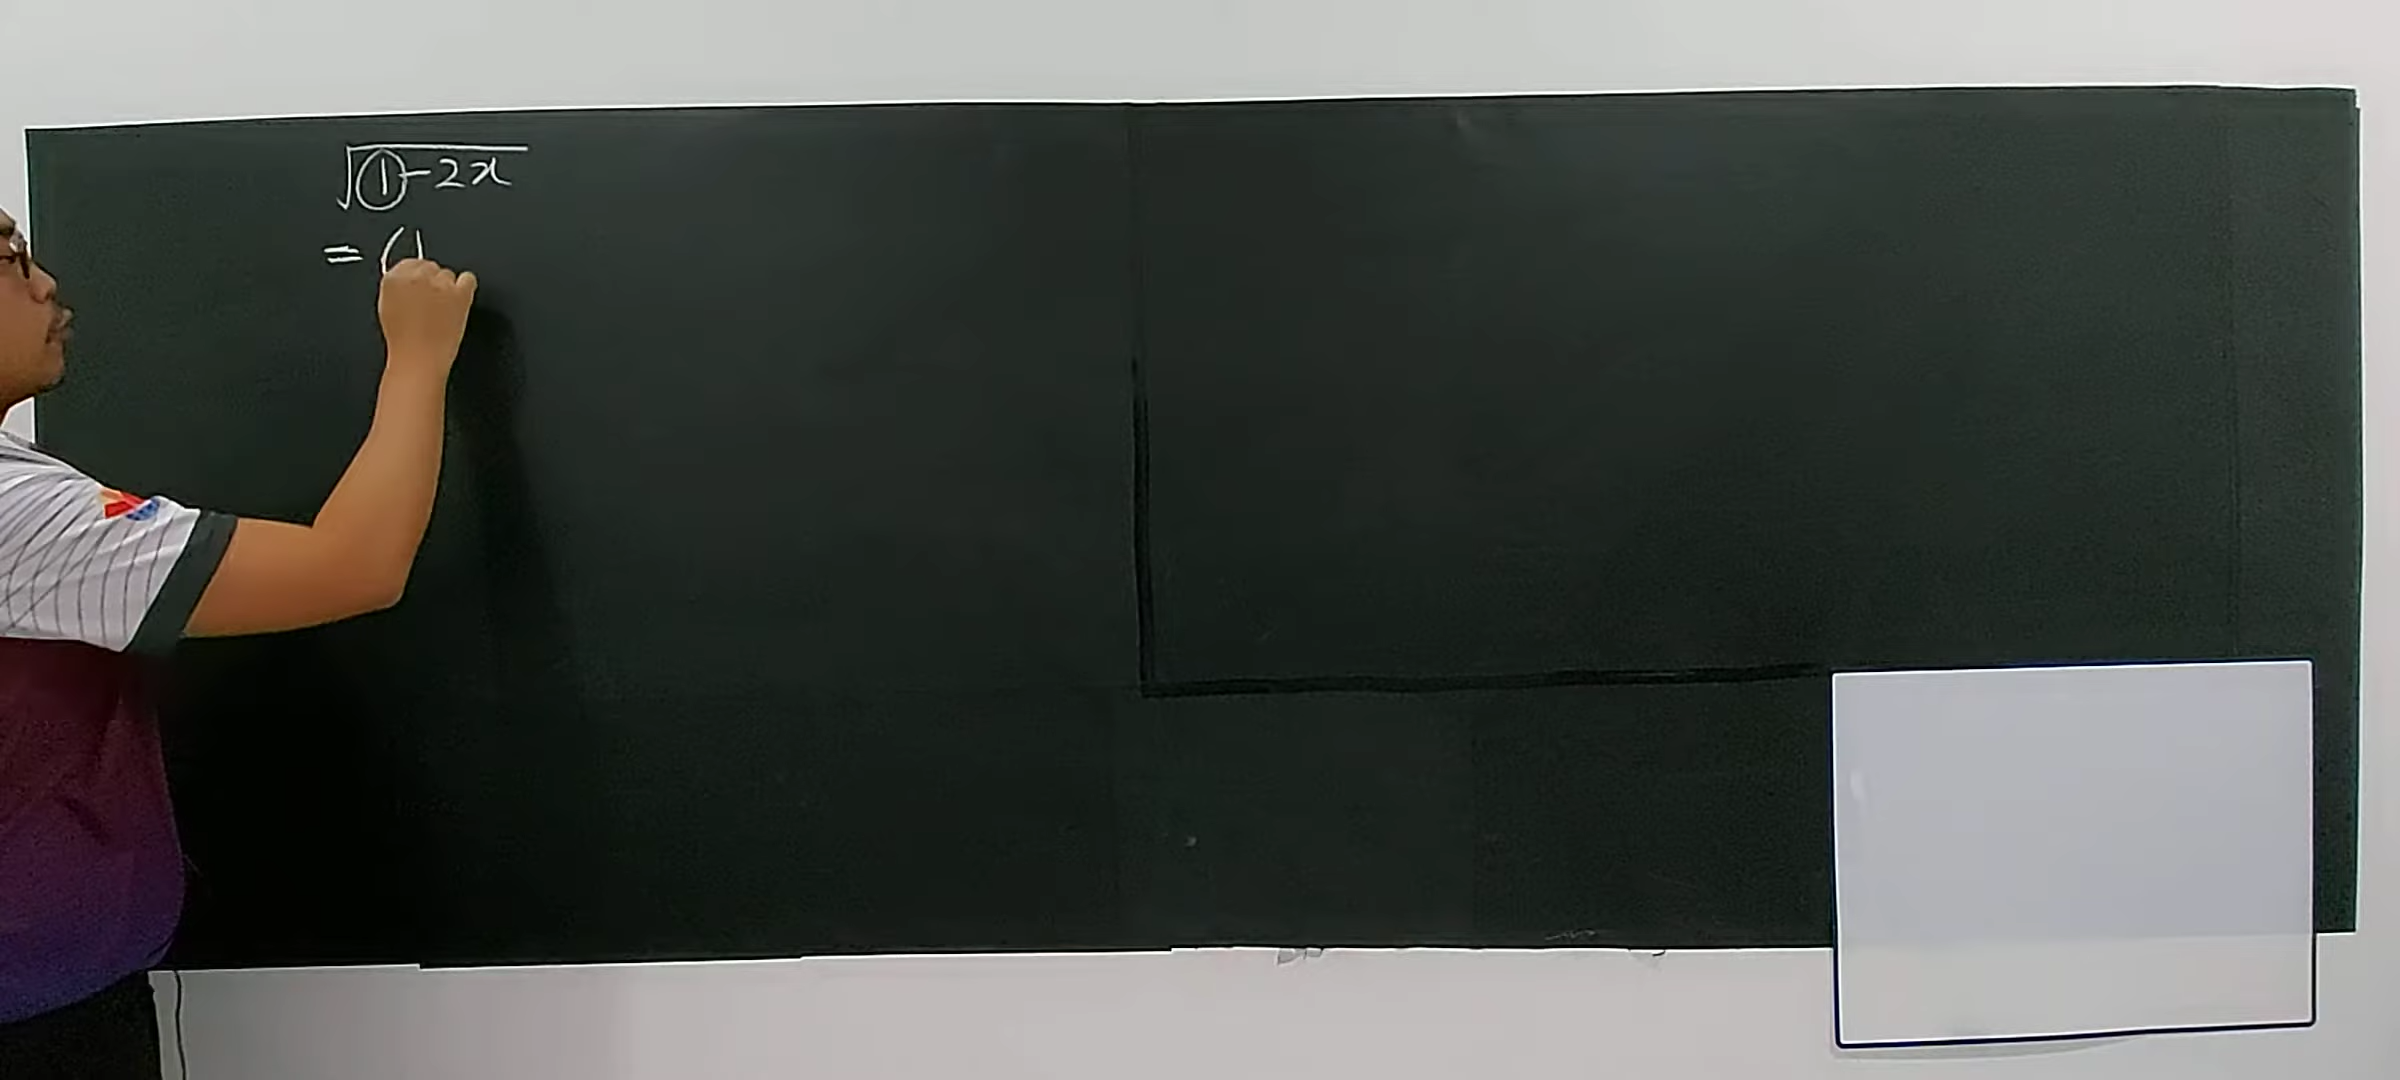 √①-2x
= (1